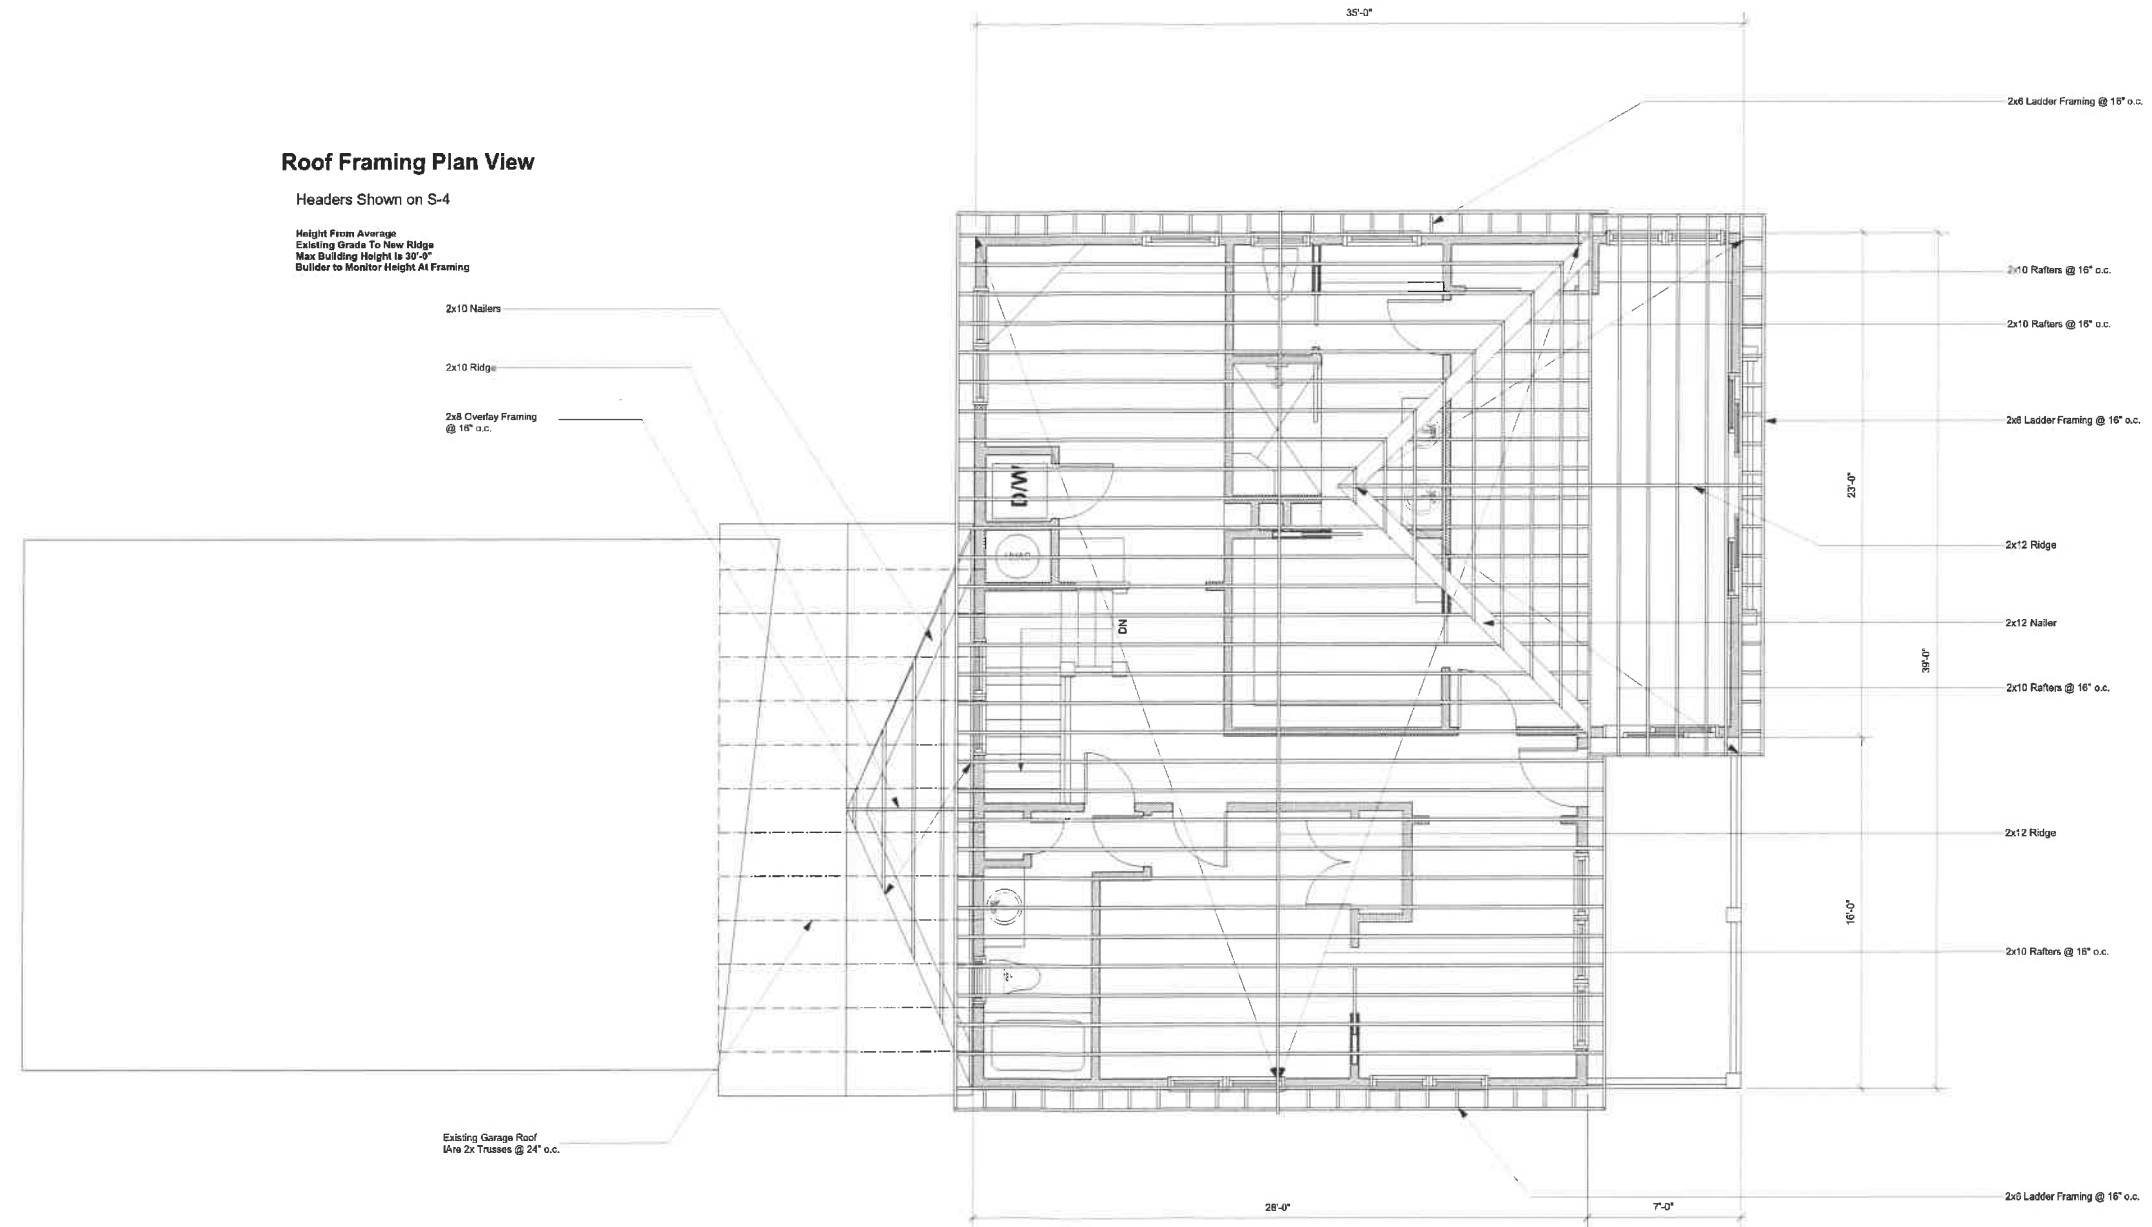 35'-0"
2x6 Ladder Framing @ 16" o.c.
Roof Framing Plan View
Headers Shown on S-4
Height From Average
Existing Grade To New Ridge
Max Building Height Is 30'-0"
Builder to Monitor Height At Framing
2x10 Rafters @ 16" o.c.
2x10 Nailers
2x10 Rafters @ 16" o.c.
2x10 Ridge
2x8 Overlay Framing
@ 16" o.c.
2x6 Ladder Framing @ 16" o.c.
D/W
23'-0"
2x12 Ridge
HVAC
DN
2x12 Nailer
39'-0"
2x10 Rafters @ 16" o.c.
2x12 Ridge
16'-0"
2x10 Rafters @ 16" o.c.
Existing Garage Roof
IAre 2x Trusses @ 24" o.c.
2x6 Ladder Framing @ 16" o.c.
28'-0"
7'-0"